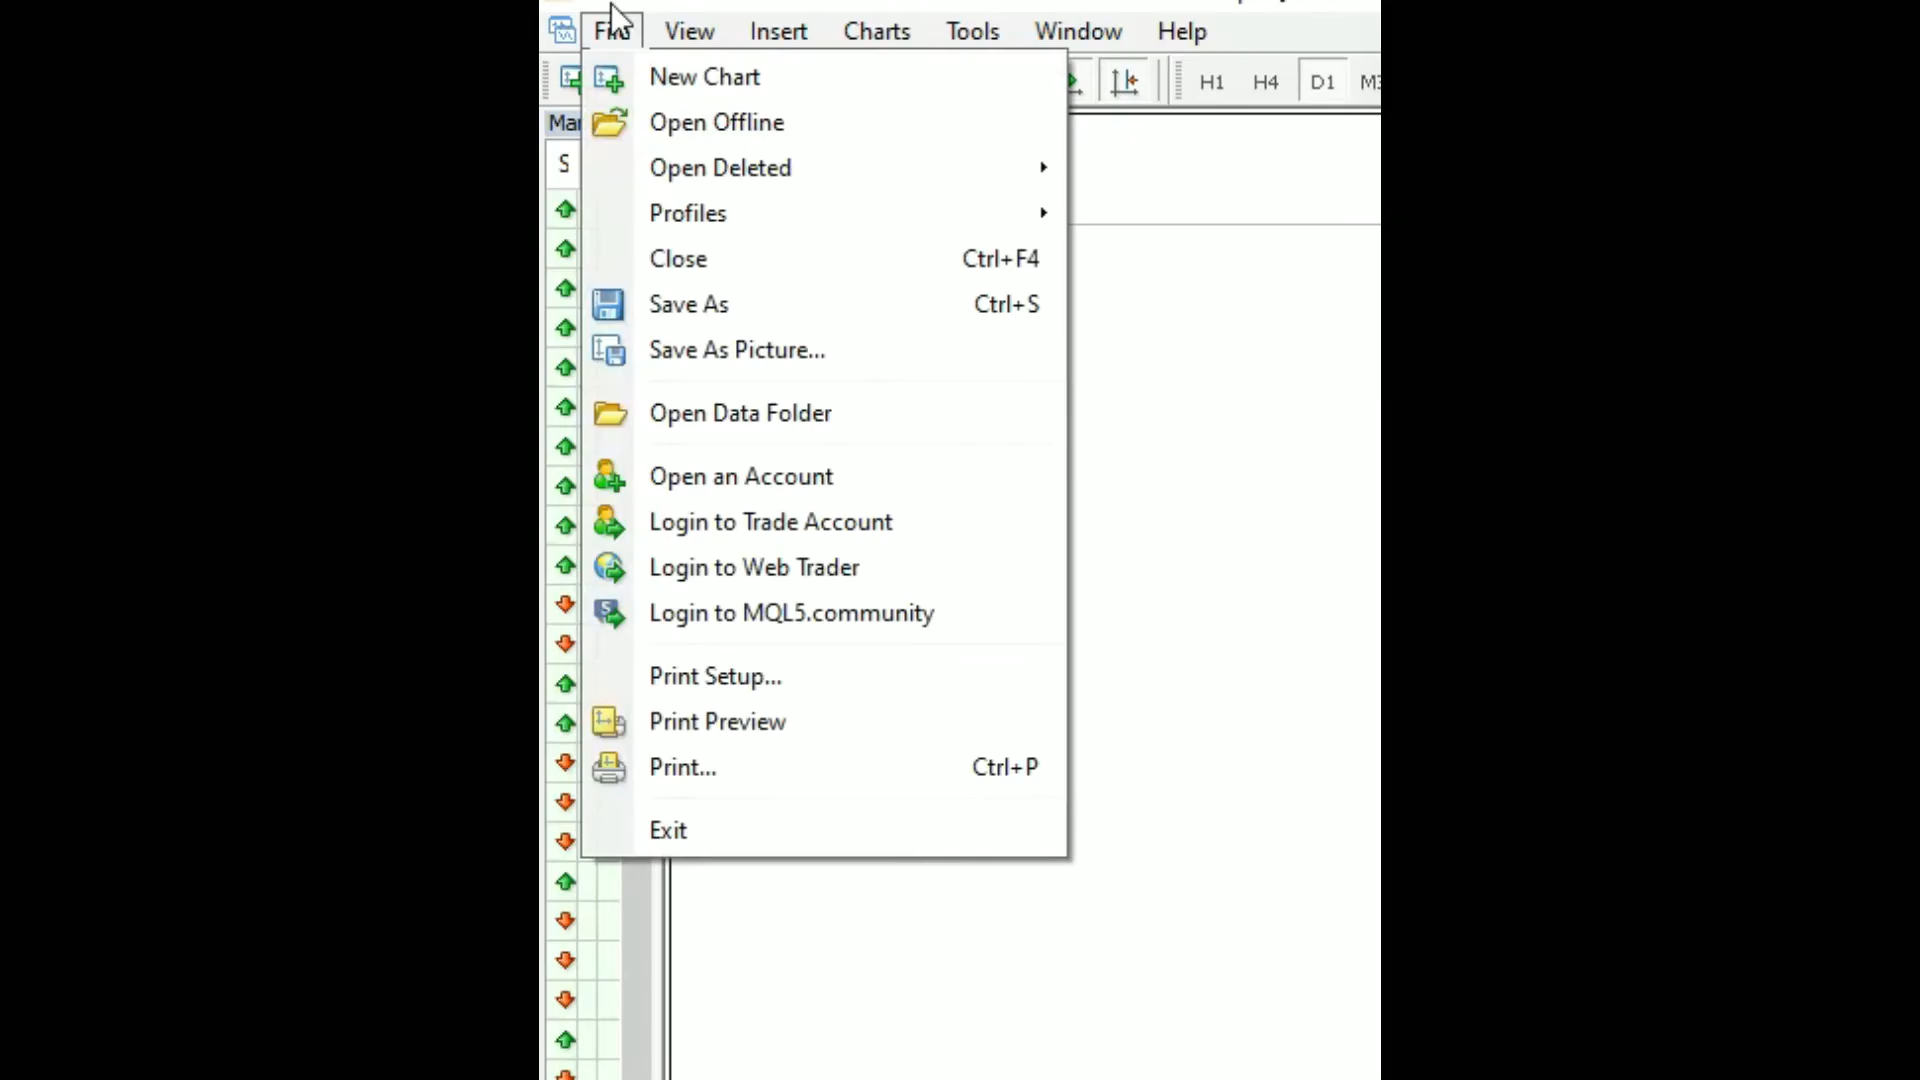 View Insert Charts Tools Window Help
H1 H4 D1
New Chart
Open Offline
Open Deleted
Profiles
Close Ctrl+F4
Save As Ctrl+S
Save As Picture...
Open Data Folder
Open an Account
Login to Trade Account
Login to Web Trader
Login to MQL5.community
Print Setup...
Print Preview
Print... Ctrl+P
Exit